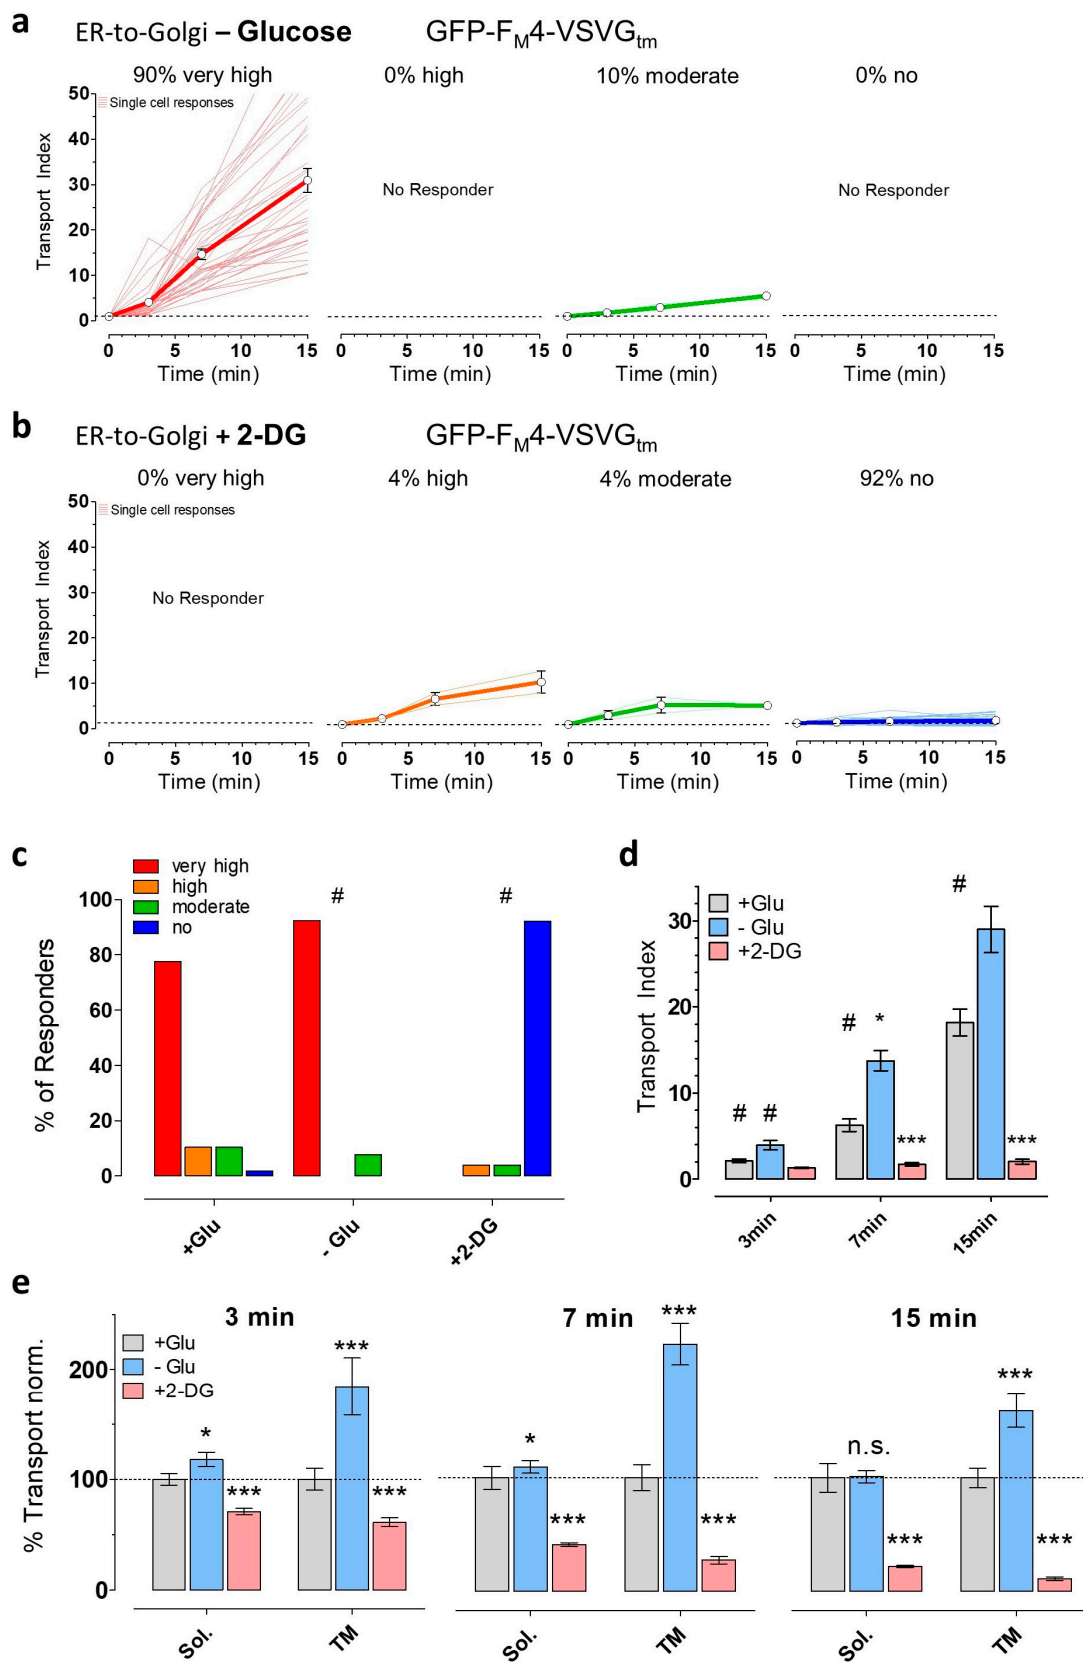 a
ER-to-Golgi – Glucose GFP-FM4-VSVGtm
90% very high 0% high 10% moderate 0% no
Single cell responses
Transport Index
50
40
30
20
10
0
No Responder No Responder
0 5 10 15 0 5 10 15 0 5 10 15 0 5 10 15
Time (min) Time (min) Time (min) Time (min)
b
ER-to-Golgi + 2-DG GFP-FM4-VSVGtm
0% very high 4% high 4% moderate 92% no
Single cell responses
Transport Index
50
40
30
20
10
0
No Responder
0 5 10 15 0 5 10 15 0 5 10 15 0 5 10 15
Time (min) Time (min) Time (min) Time (min)
c
very high
high
moderate
no
# #
% of Responders
100
80
60
40
20
0
+Glu - Glu +2-DG
d
+Glu
- Glu
+2-DG
Transport Index
30
20
10
0
# #
# * ***
# ***
3min 7min 15min
e
3 min 7 min 15 min
+Glu
- Glu
+2-DG
% Transport norm.
200
100
0
* *** *** ***
* *** *** ***
n.s. *** *** ***
Sol. TM Sol. TM Sol. TM